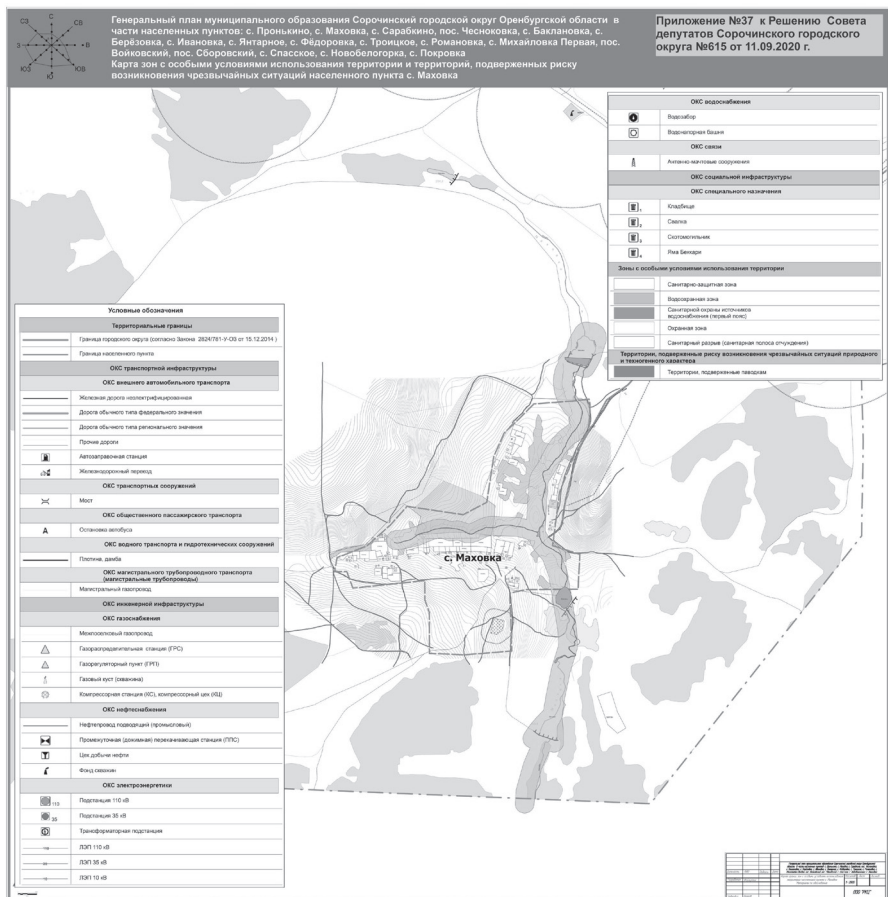 С
СВ
В
ЮВ
Ю
ЮЗ
З
СЗ
Генеральный план муниципального образования Сорочинский городской округ Оренбургской области в
части населенных пунктов: с. Пронькино, с. Маховка, с. Сарабкино, пос. Чесноковка, с. Баклановка, с.
Берёзовка, с. Ивановка, с. Янтарное, с. Фёдоровка, с. Троицкое, с. Романовка, с. Михайловка Первая, пос.
Войковский, пос. Сборовский, с. Спасское, с. Новобелогорка, с. Покровка
Карта зон с особыми условиями использования территории и территорий, подверженных риску
возникновения чрезвычайных ситуаций населенного пункта с. Маховка
Приложение №37 к Решению Совета
депутатов Сорочинского городского
округа №615 от 11.09.2020 г.
ОКС водоснабжения
Водозабор
Водонапорная башня
ОКС связи
Антенно-мачтовые сооружения
ОКС социальной инфраструктуры
ОКС специального назначения
1 Кладбище
2 Свалка
3 Скотомогильник
4 Яма Беккари
Зоны с особыми условиями использования территории
Санитарно-защитная зона
Водоохранная зона
Санитарной охраны источников
водоснабжения (первый пояс)
Охранная зона
Санитарный разрыв (санитарная полоса отчуждения)
Территории, подверженные риску возникновения чрезвычайных ситуаций природного
и техногенного характера
Территории, подверженные паводкам
Условные обозначения
Территориальные границы
Граница городского округа (согласно Закона 2824/781-V-ОЗ от 15.12.2014 )
Граница населенного пункта
ОКС транспортной инфраструктуры
ОКС внешнего автомобильного транспорта
Железная дорога неэлектрифицированная
Дорога обычного типа федерального значения
Дорога обычного типа регионального значения
Прочие дороги
Автозаправочная станция
Железнодорожный переезд
ОКС транспортных сооружений
Мост
ОКС общественного пассажирского транспорта
А Остановка автобуса
ОКС водного транспорта и гидротехнических сооружений
Плотина, дамба
ОКС магистрального трубопроводного транспорта
(магистральные трубопроводы)
Магистральный газопровод
ОКС инженерной инфраструктуры
ОКС газоснабжения
Межпоселковый газопровод
Газораспределительная станция (ГРС)
Газорегуляторный пункт (ГРП)
Газовый куст (скважина)
Компрессорная станция (КС), компрессорный цех (КЦ)
ОКС нефтеснабжения
Нефтепровод подводящий (промысловый)
Промежуточная (дожимная) перекачивающая станция (ППС)
Цех добычи нефти
Фонд скважин
ОКС электроэнергетики
110 Подстанция 110 кВ
35 Подстанция 35 кВ
Трансформаторная подстанция
ЛЭП 110 кВ
ЛЭП 35 кВ
ЛЭП 10 кВ
с. Маховка